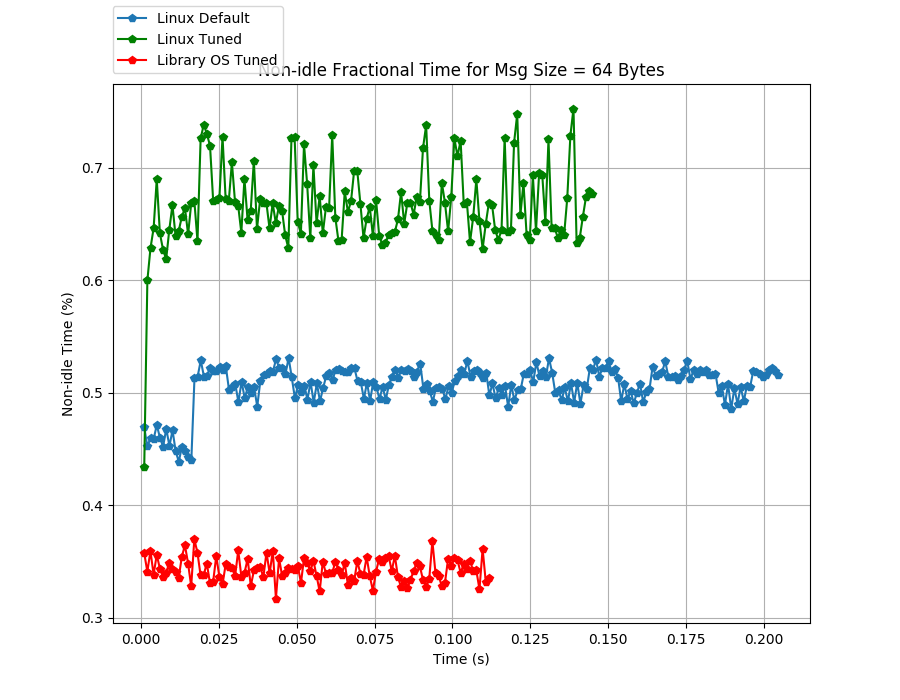 Linux Default
Linux Tuned
Library OS Tuned
Non-idle Fractional Time for Msg Size = 64 Bytes
Non-idle Time (%)
0.7
0.6
0.5
0.4
0.3
0.000 0.025 0.050 0.075 0.100 0.125 0.150 0.175 0.200
Time (s)